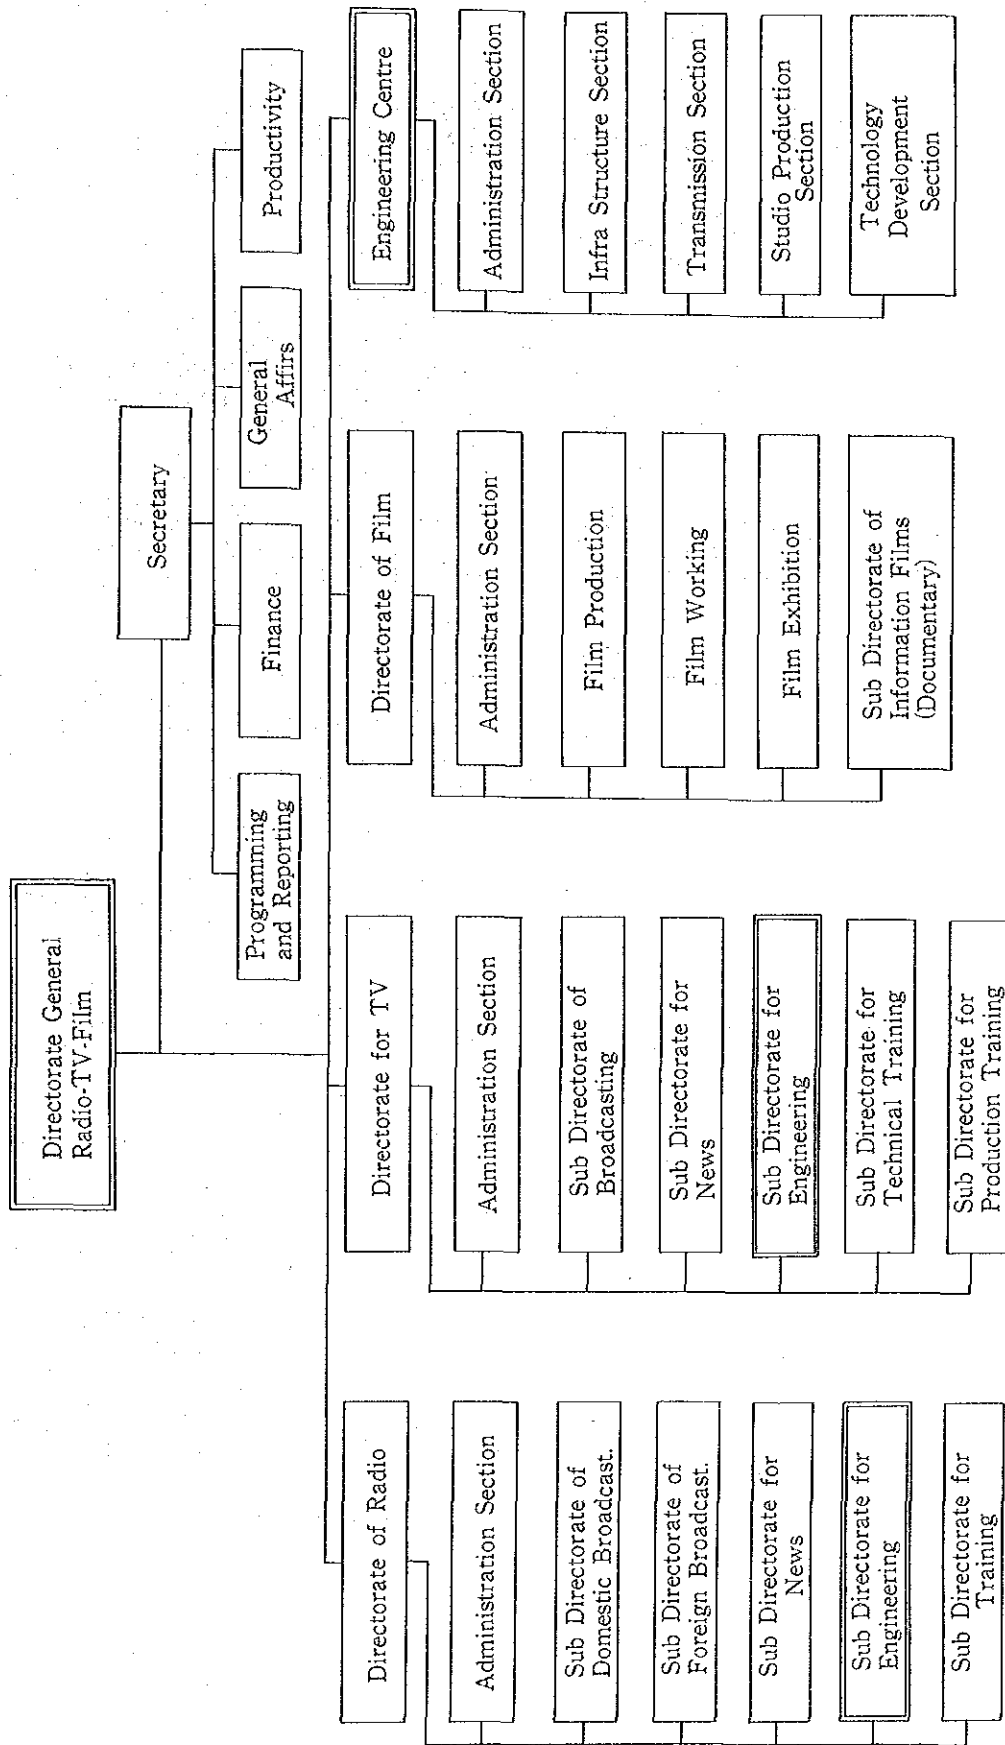 Directorate General
Radio-TV-Film
Secretary
Programming
and Reporting
Finance
General
Affirs
Productivity
Directorate of Radio
Administration Section
Sub Directorate of
Domestic Broadcast.
Sub Directorate of
Foreign Broadcast.
Sub Directorate for
News
Sub Directorate for
Engineering
Sub Directorate for
Training
Directorate for TV
Administration Section
Sub Directorate of
Broadcasting
Sub Directorate for
News
Sub Directorate for
Engineering
Sub Directorate for
Technical Training
Sub Directorate for
Production Training
Directorate of Film
Administration Section
Film Production
Film Working
Film Exhibition
Sub Directorate of
Information Films
(Documentary)
Engineering Centre
Administration Section
Infra Structure Section
Transmission Section
Studio Production
Section
Technology
Development
Section